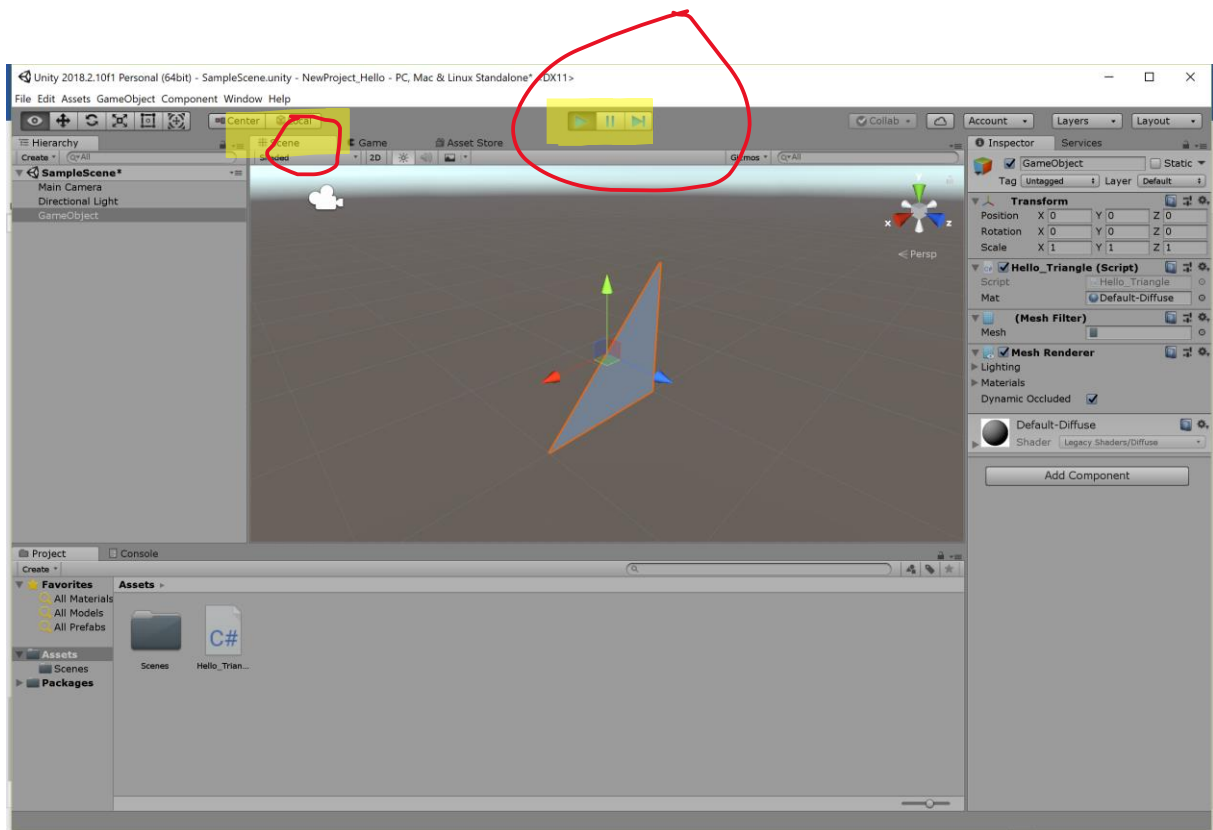 Unity 2018.2.10f1 Personal (64bit) - SampleScene.unity - NewProject_Hello - PC, Mac & Linux Standalone* <DX11>
File Edit Assets GameObject Component Window Help
Center Local Collab Account Layers Layout
Hierarchy
Create All
SampleScene*
Main Camera
Directional Light
GameObject
Scene Game Asset Store
Shaded 2D Gizmos All
y
x z
Persp
Inspector Services
GameObject Static
Tag Untagged Layer Default
Transform
Position X 0 Y 0 Z 0
Rotation X 0 Y 0 Z 0
Scale X 1 Y 1 Z 1
Hello_Triangle (Script)
Script Hello_Triangle
Mat Default-Diffuse
(Mesh Filter)
Mesh
Mesh Renderer
Lighting
Materials
Dynamic Occluded
Default-Diffuse
Shader Legacy Shaders/Diffuse
Add Component
Project Console
Create
Favorites
All Materials
All Models
All Prefabs
Assets
Scenes
Packages
Assets
C#
Scenes Hello_Trian...